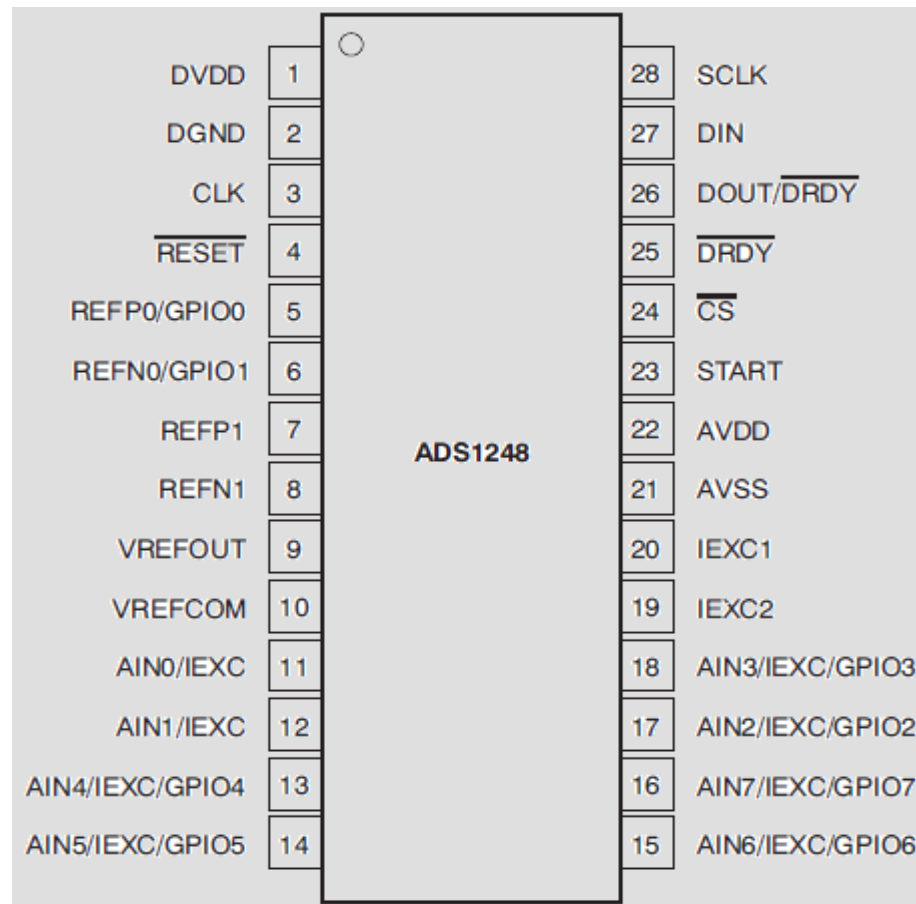 DVDD 1
DGND 2
CLK 3
RESET 4
REFP0/GPIO0 5
REFN0/GPIO1 6
REFP1 7
REFN1 8
VREFOUT 9
VREFCOM 10
AIN0/IEXC 11
AIN1/IEXC 12
AIN4/IEXC/GPIO4 13
AIN5/IEXC/GPIO5 14
ADS1248
28 SCLK
27 DIN
26 DOUT/DRDY
25 DRDY
24 CS
23 START
22 AVDD
21 AVSS
20 IEXC1
19 IEXC2
18 AIN3/IEXC/GPIO3
17 AIN2/IEXC/GPIO2
16 AIN7/IEXC/GPIO7
15 AIN6/IEXC/GPIO6